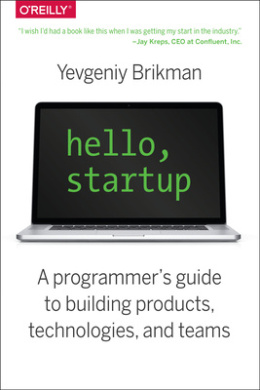 O'REILLY®
"I wish I'd had a book like this when I was getting my start in the industry."
—Jay Kreps, CEO at Confluent, Inc.
Yevgeniy Brikman
hello,
startup
A programmer's guide
to building products,
technologies, and teams